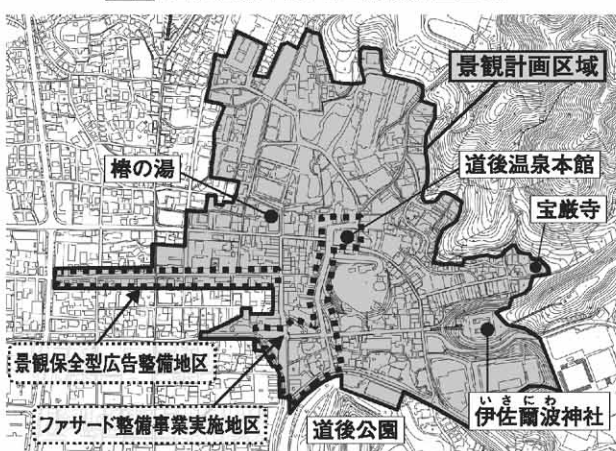 景観計画区域
椿の湯
道後温泉本館
宝厳寺
景観保全型広告整備地区
いさにわ
伊佐爾波神社
ファサード整備事業実施地区
道後公園